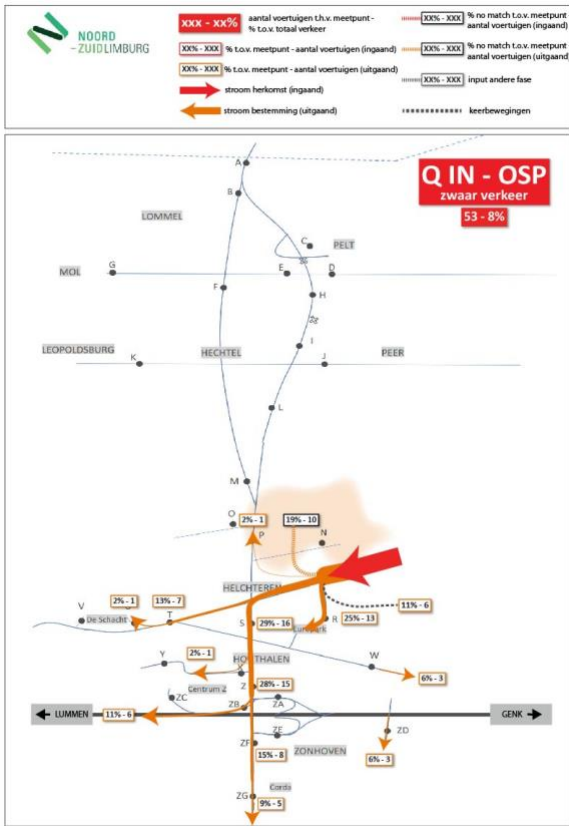 NOORD
-ZUIDLIMBURG
xxx - xx%
aantal voertuigen t.h.v. meetpunt -
% t.o.v. totaal verkeer
XX% - XXX
% t.o.v. meetpunt - aantal voertuigen (ingaand)
XX% - XXX
% t.o.v. meetpunt - aantal voertuigen (uitgaand)
stroom herkomst (ingaand)
stroom bestemming (uitgaand)
XX% - XXX
% no match t.o.v. meetpunt -
aantal voertuigen (ingaand)
XX% - XXX
% no match t.o.v. meetpunt -
aantal voertuigen (uitgaand)
XX% - XXX
input andere fase
keerbewegingen
Q IN - OSP
zwaar verkeer
53 - 8%
A
B
LOMMEL
C
PELT
MOL
G
E
D
F
H
I
LEOPOLDSBURG
HECHTEL
PEER
K
J
L
M
O
2% - 1
19% - 10
P
N
HELCHTEREN
2% - 1
13% - 7
11% - 6
V
De Schacht
T
S
29% - 16
R
25% - 13
Y
2% - 1
HOUTHALEN
W
6% - 3
Centrum Z
Z
28% - 15
ZC
ZB
ZA
LUMMEN
11% - 6
GENK
ZE
ZD
ZF
ZONHOVEN
15% - 8
6% - 3
Corda
ZG
9% - 5